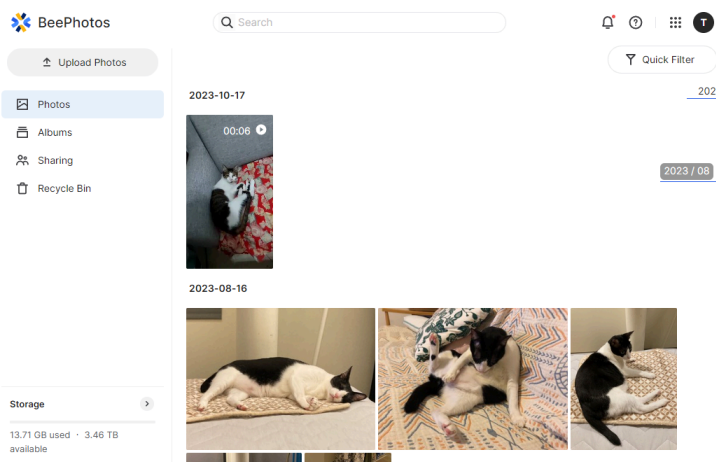 BeePhotos
Search
T
Upload Photos
Quick Filter
Photos
Albums
Sharing
Recycle Bin
2023-10-17
202
00:06
2023 / 08
2023-08-16
Storage
13.71 GB used · 3.46 TB
available